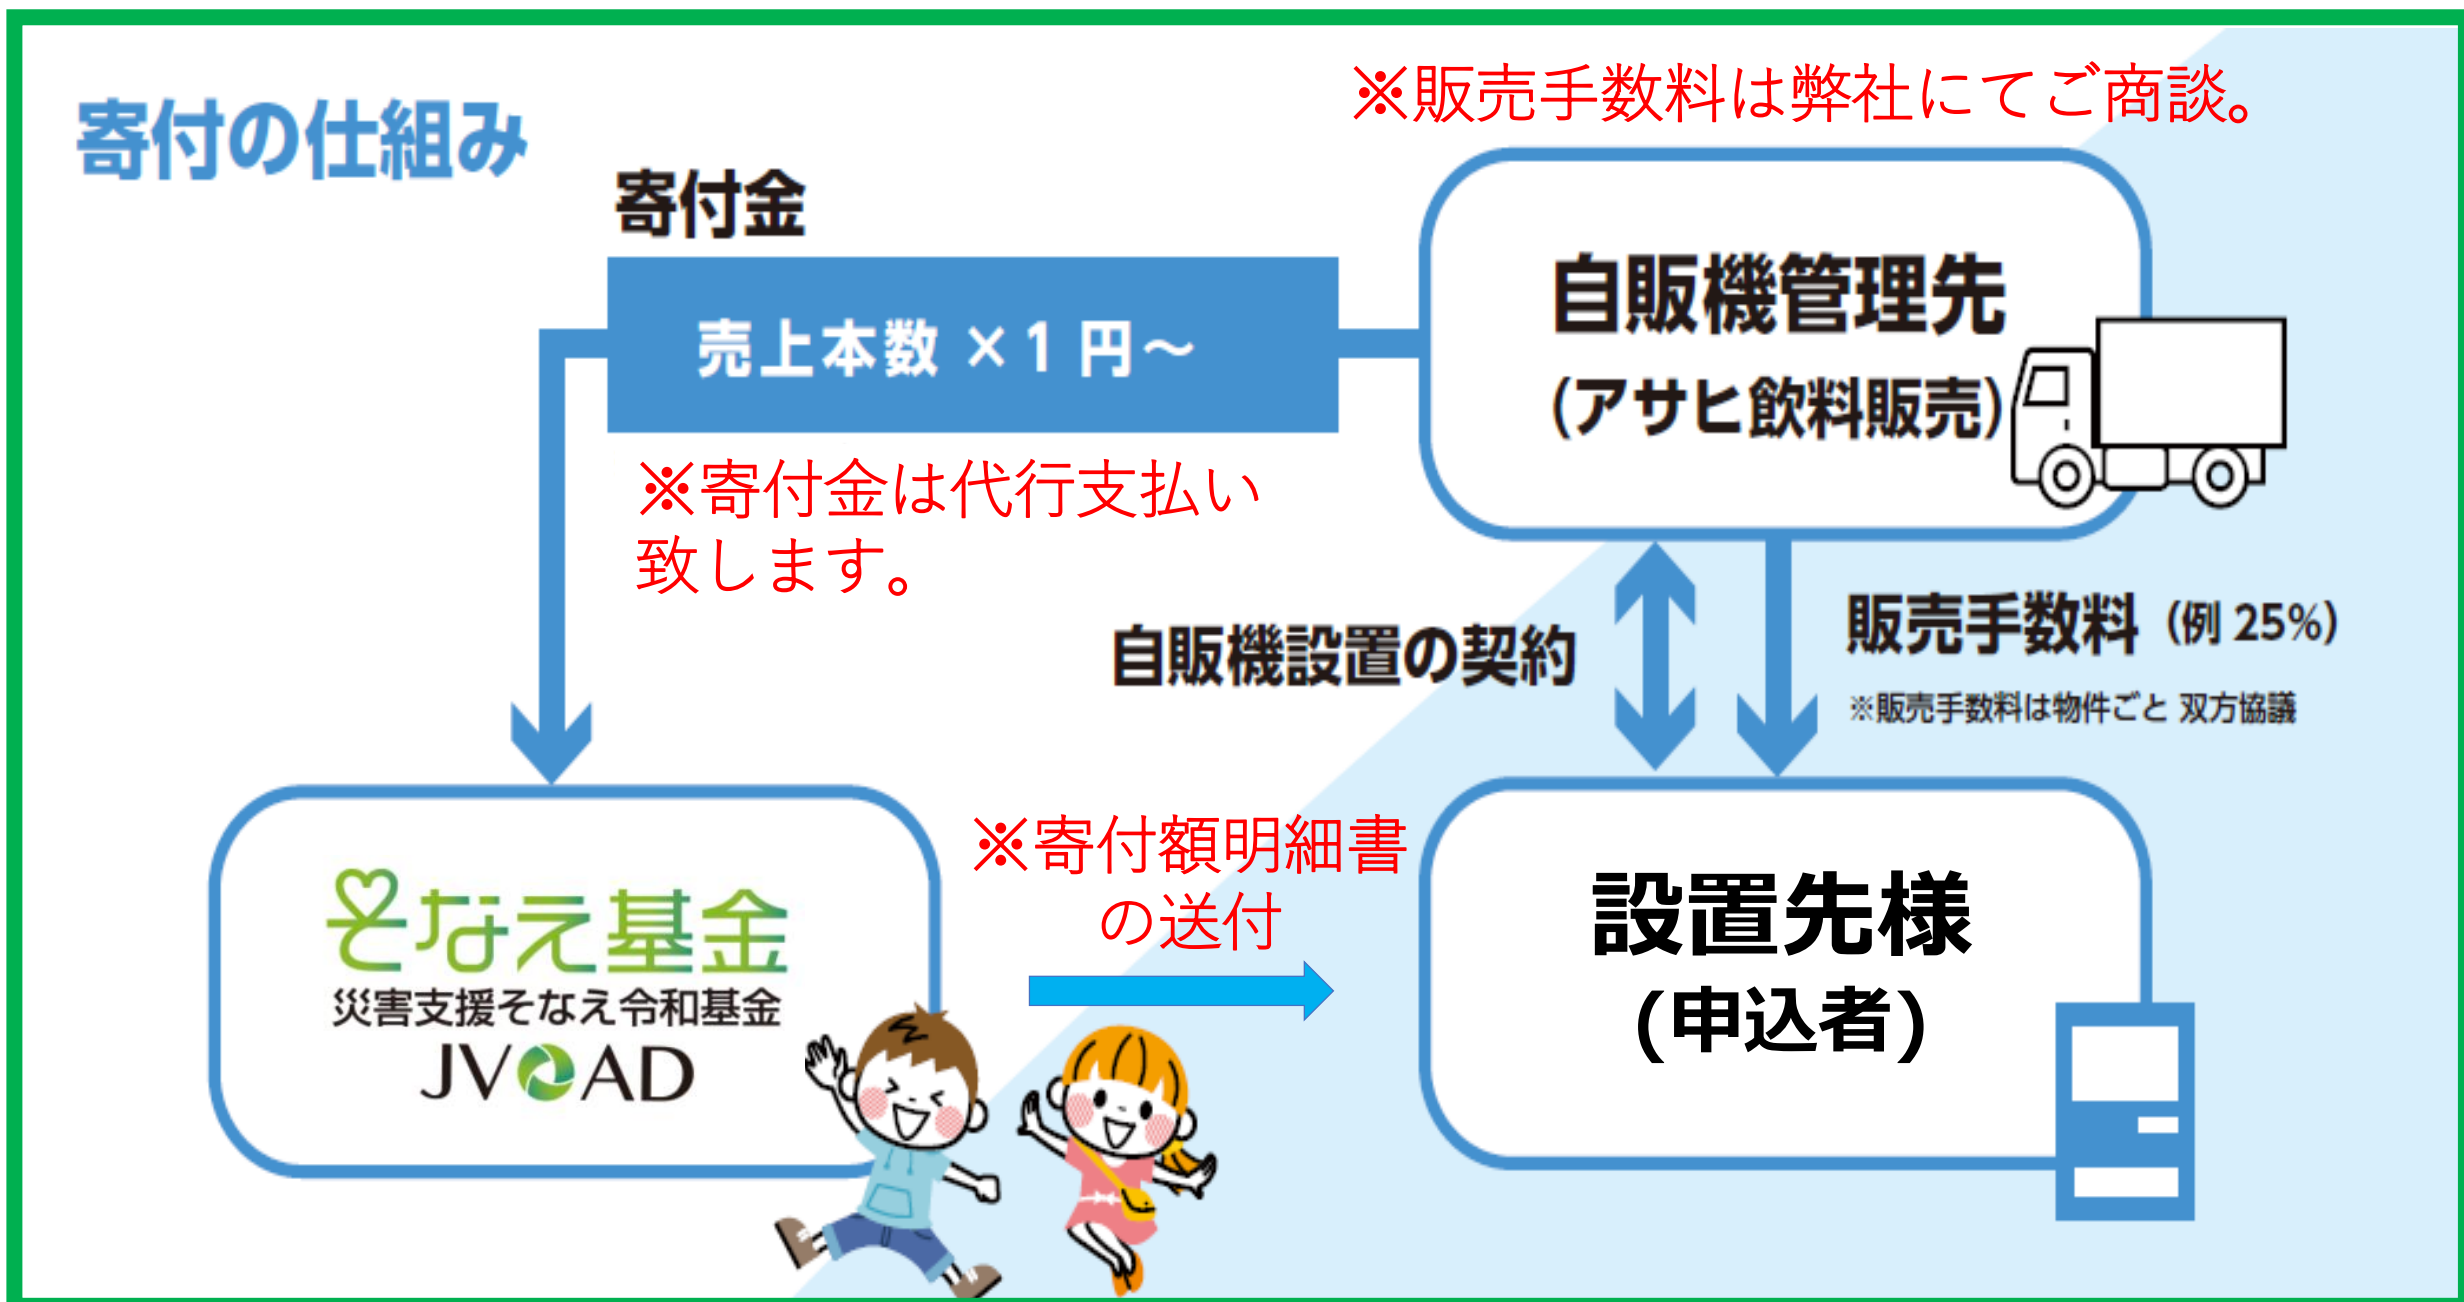 ※販売手数料は弊社にてご商談。
寄付の仕組み
寄付金
売上本数 ×1 円～
※寄付金は代行支払い
致します。
自販機管理先
(アサヒ飲料販売)
自販機設置の契約
販売手数料 (例 25%)
※販売手数料は物件ごと 双方協議
そなえ基金
災害支援そなえ令和基金
JVOAD
※寄付額明細書
の送付
設置先様
(申込者)